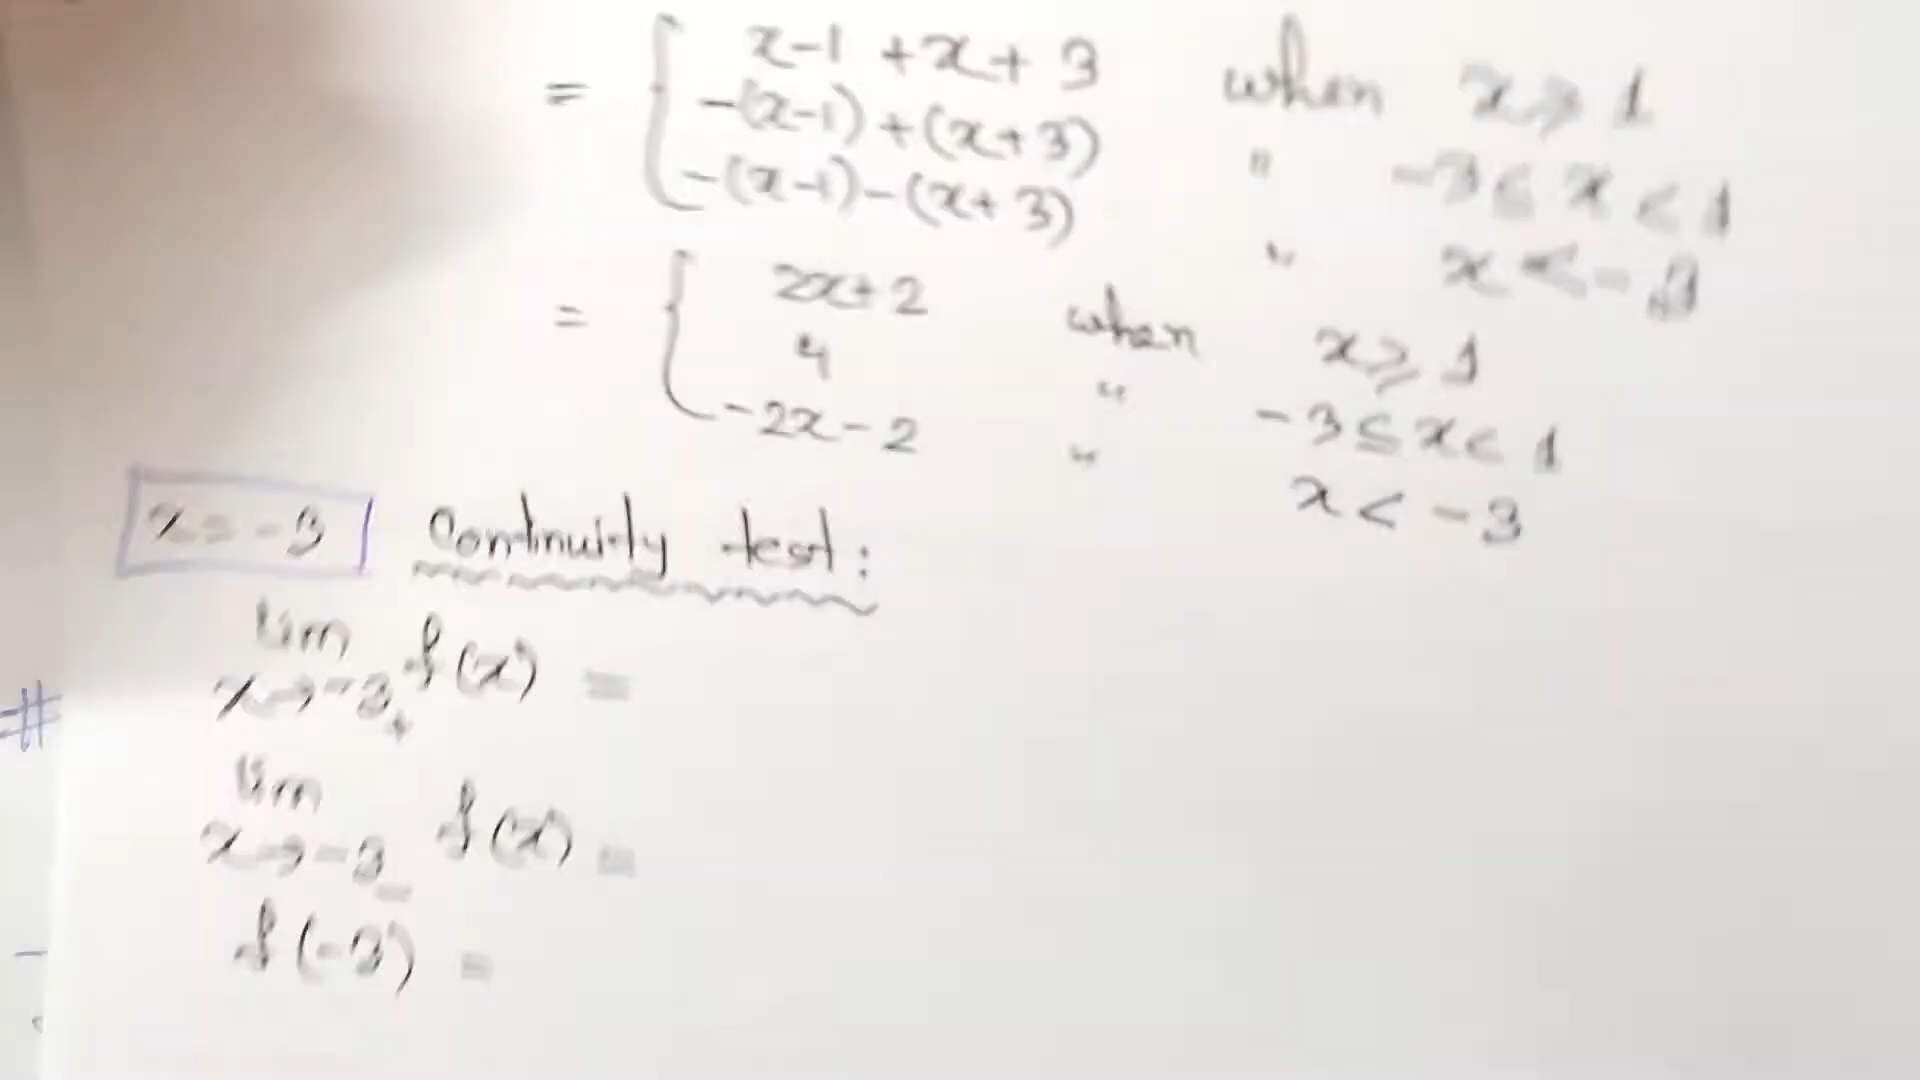 = { x-1 + x + 3 when x ⩾ 1
-(x-1) + (x+3) " -3 ≤ x < 1
-(x-1) - (x+3) " x < -3
= { 2x+2 when x ⩾ 1
4 " -3 ≤ x < 1
-2x-2 " x < -3
x = -3 Continuity test:
lim f(x) =
x→-3+
lim f(x) =
x→-3-
f(-3) =
#